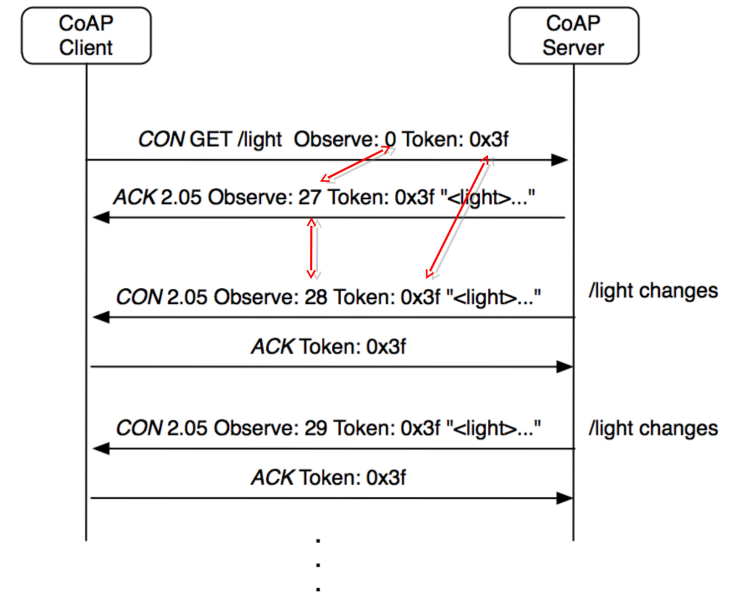 CoAP
Client
CoAP
Server
CON GET /light Observe: 0 Token: 0x3f
ACK 2.05 Observe: 27 Token: 0x3f "<light>..."
CON 2.05 Observe: 28 Token: 0x3f "<light>..."
/light changes
ACK Token: 0x3f
CON 2.05 Observe: 29 Token: 0x3f "<light>..."
/light changes
ACK Token: 0x3f